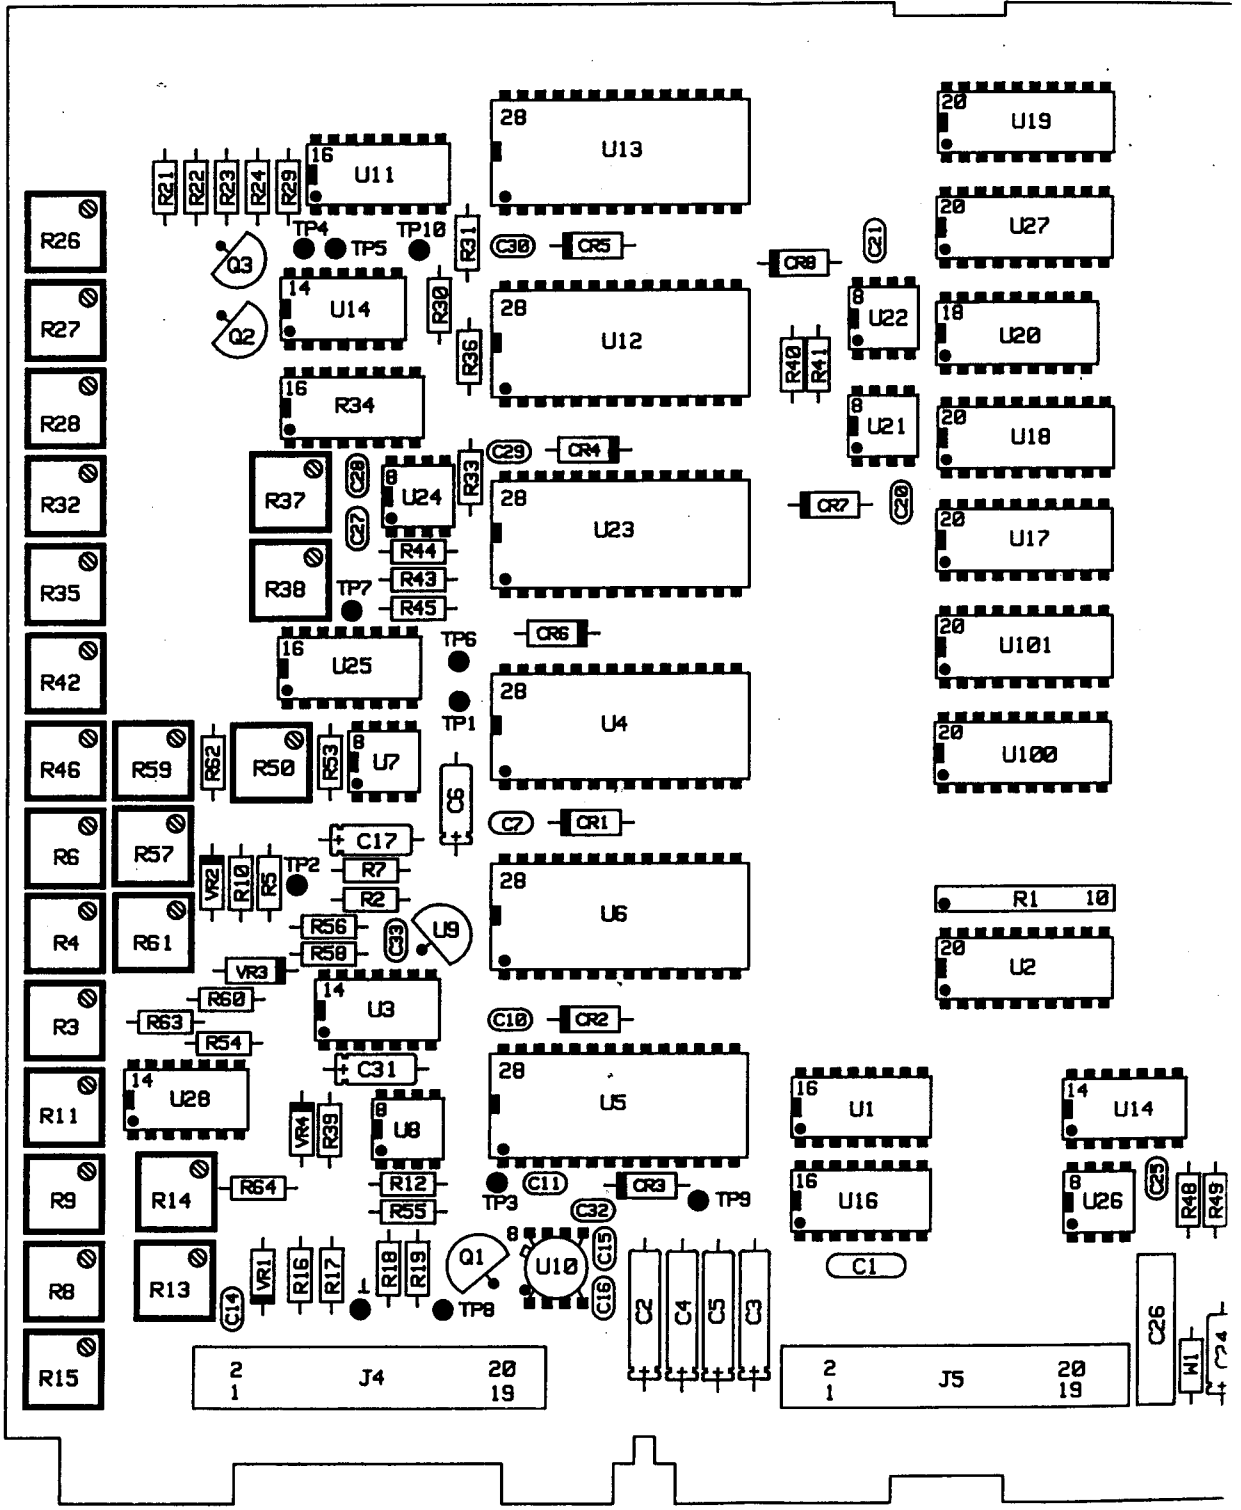 20 U19
28 U13
16 U11
R21 R22 R23 R24 R29
20 U27
R26
TP4 TP5 TP10 R31 C30 CR5
C21
Q3
CR8
14 U14
R30
28 U12
8 U22
18 U20
R27
Q2
R36
R40 R41
16 R34
8 U21
20 U18
R28
C29 CR4
R37 C28 8 U24 R33
28 U23
CR7 C20
R32
C27
20 U17
R44
R43
R45
R35
R38
TP7
CR6
20 U101
16 U25
TP6
R42
28 U4
TP1
20 U100
R46 R59 R62 R50 R53 8 U7
C6
C7 CR1
C17
R6 R57
R7
VR2 R10 R5 TP2
28 U6
R2
R1 10
R4 R61
R56
C33 U9
R58
20 U2
VR3
R60
14 U3
R3
R63
C10 CR2
R54
C31
28 U5
14 U28
16 U1
14 U14
R11
VR4 R39
8 U8
R9 R14
R64
R12
TP3 C11 CR3 TP9
16 U16
8 U26
C25 R48 R49
R55
C32
8 U10
C15
C16
C1
R8 R13
C14 VR1 R16 R17
⊥
R18 R19
Q1
TP8
C2 C4 C5 C3
C26
W1
C24
R15
2 J4 20
1 19
2 J5 20
1 19